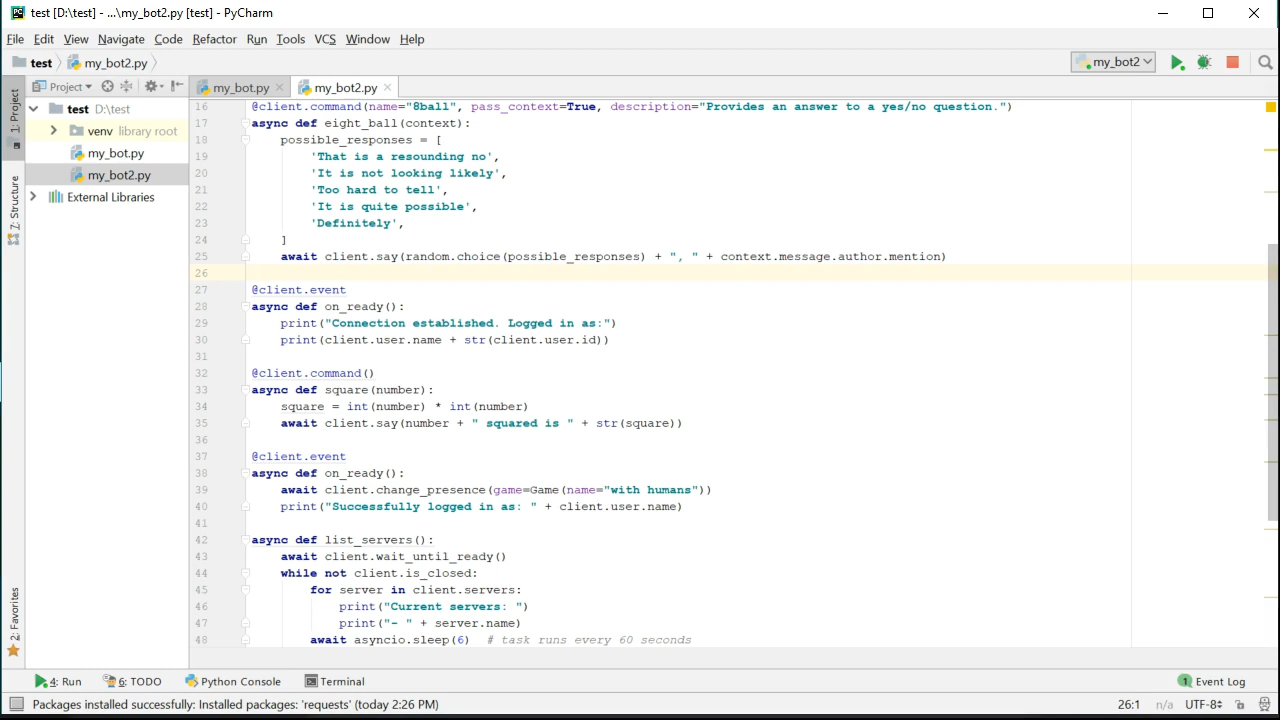 test [D:\test] - ...\my_bot2.py [test] - PyCharm
File Edit View Navigate Code Refactor Run Tools VCS Window Help
test my_bot2.py my_bot2
Project my_bot.py my_bot2.py
1: Project
7: Structure
2: Favorites
test D:\test
venv library root
my_bot.py
my_bot2.py
External Libraries
16 @client.command(name="8ball", pass_context=True, description="Provides an answer to a yes/no question.")
17 async def eight_ball(context):
18 possible_responses = [
19 'That is a resounding no',
20 'It is not looking likely',
21 'Too hard to tell',
22 'It is quite possible',
23 'Definitely',
24 ]
25 await client.say(random.choice(possible_responses) + ", " + context.message.author.mention)
26
27 @client.event
28 async def on_ready():
29 print("Connection established. Logged in as:")
30 print(client.user.name + str(client.user.id))
31
32 @client.command()
33 async def square(number):
34 square = int(number) * int(number)
35 await client.say(number + " squared is " + str(square))
36
37 @client.event
38 async def on_ready():
39 await client.change_presence(game=Game(name="with humans"))
40 print("Successfully logged in as: " + client.user.name)
41
42 async def list_servers():
43 await client.wait_until_ready()
44 while not client.is_closed:
45 for server in client.servers:
46 print("Current servers: ")
47 print("- " + server.name)
48 await asyncio.sleep(6) # task runs every 60 seconds
4: Run 6: TODO Python Console Terminal 1 Event Log
Packages installed successfully: Installed packages: 'requests' (today 2:26 PM) 26:1 n/a UTF-8